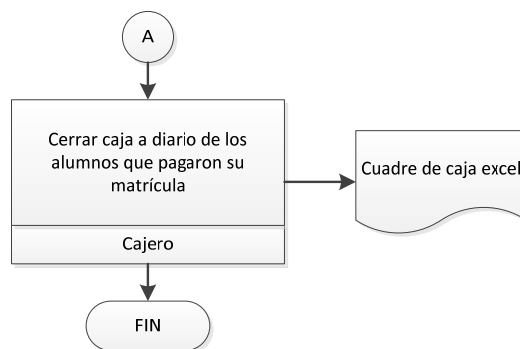 A
Cerrar caja a diario de los
alumnos que pagaron su
matrícula
Cuadre de caja excel
Cajero
FIN